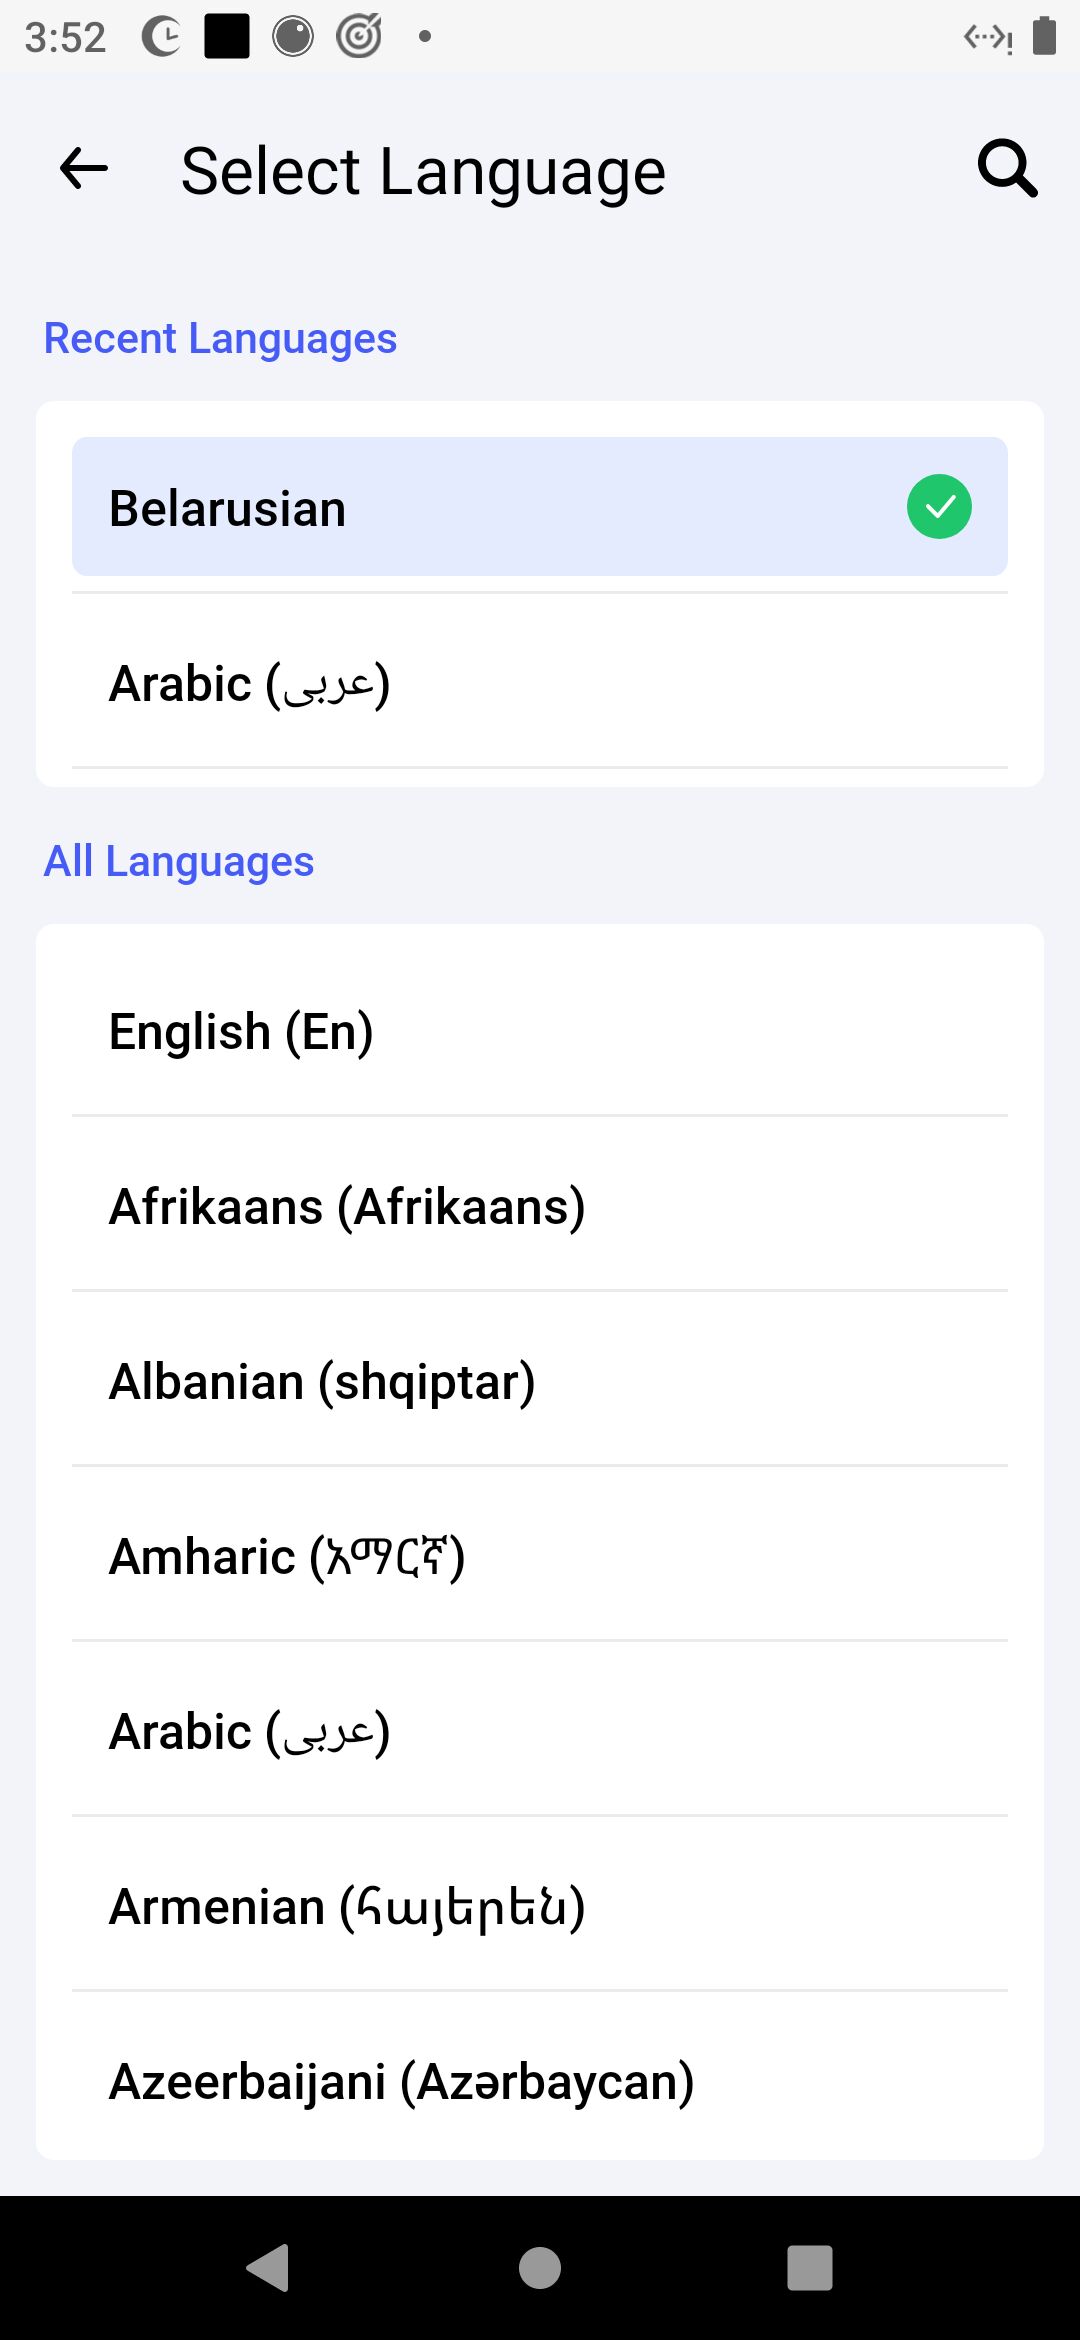 3:52
Select Language
Recent Languages
Belarusian
Arabic (عربى)
All Languages
English (En)
Afrikaans (Afrikaans)
Albanian (shqiptar)
Amharic (አማርኛ)
Arabic (عربى)
Armenian (հայերեն)
Azeerbaijani (Azərbaycan)